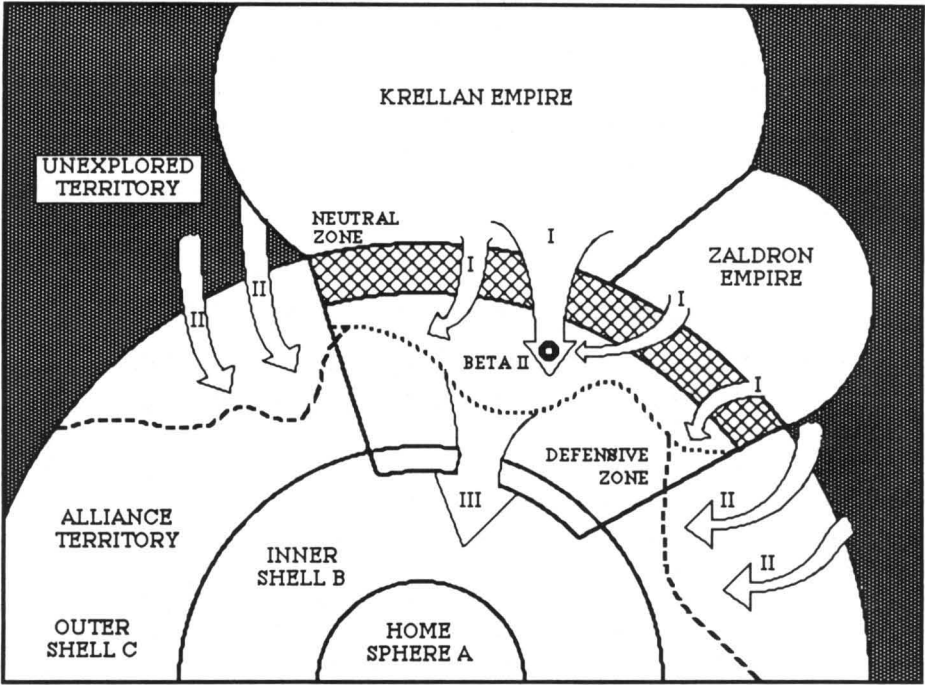 KRELLAN EMPIRE
UNEXPLORED
TERRITORY
NEUTRAL
ZONE
I
I
ZALDRON
EMPIRE
II
II
I
BETA II
I
DEFENSIVE
ZONE
III
II
II
ALLIANCE
TERRITORY
INNER
SHELL B
OUTER
SHELL C
HOME
SPHERE A